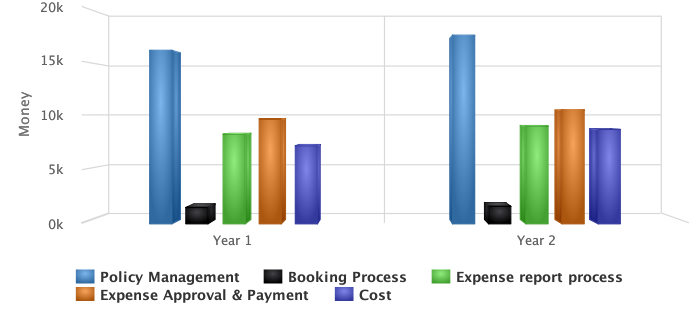 20k
15k
10k
5k
0k
Money
Year 1
Year 2
Policy Management
Booking Process
Expense report process
Expense Approval & Payment
Cost